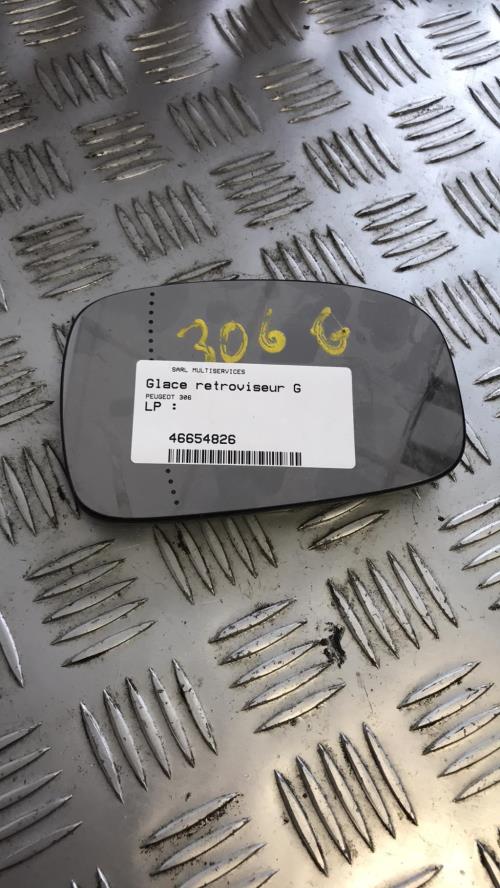 306 G
SARL MULTISERVICES
Glace retroviseur G
PEUGEOT 306
LP :
46654826